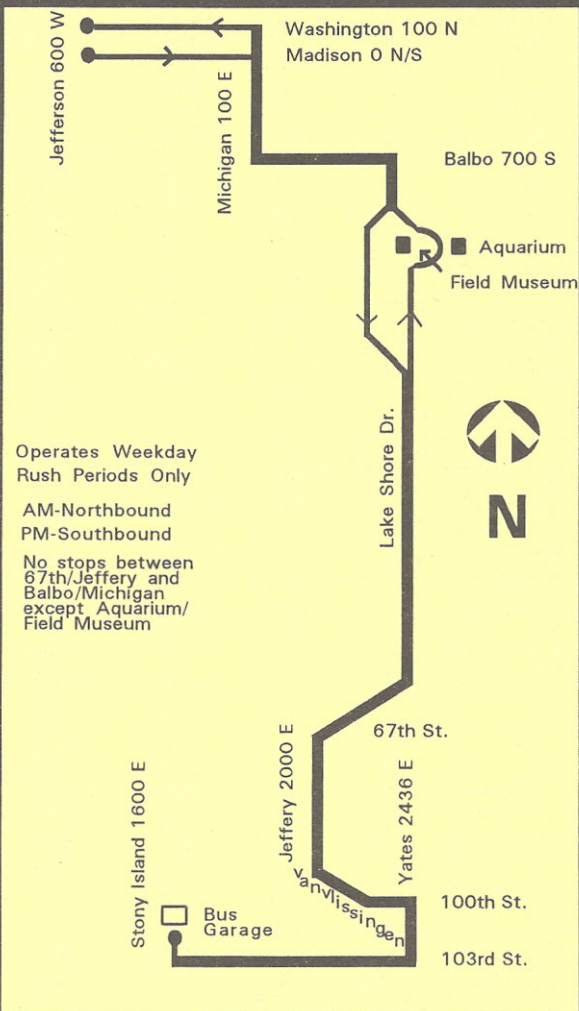 Washington 100 N
Madison 0 N/S
Jefferson 600 W
Michigan 100 E
Balbo 700 S
Aquarium
Field Museum
Lake Shore Dr.
N
Operates Weekday
Rush Periods Only
AM-Northbound
PM-Southbound
No stops between
67th/Jeffery and
Balbo/Michigan
except Aquarium/
Field Museum
67th St.
Jeffery 2000 E
Yates 2436 E
Stony Island 1600 E
vanvlissingen
100th St.
Bus
Garage
103rd St.